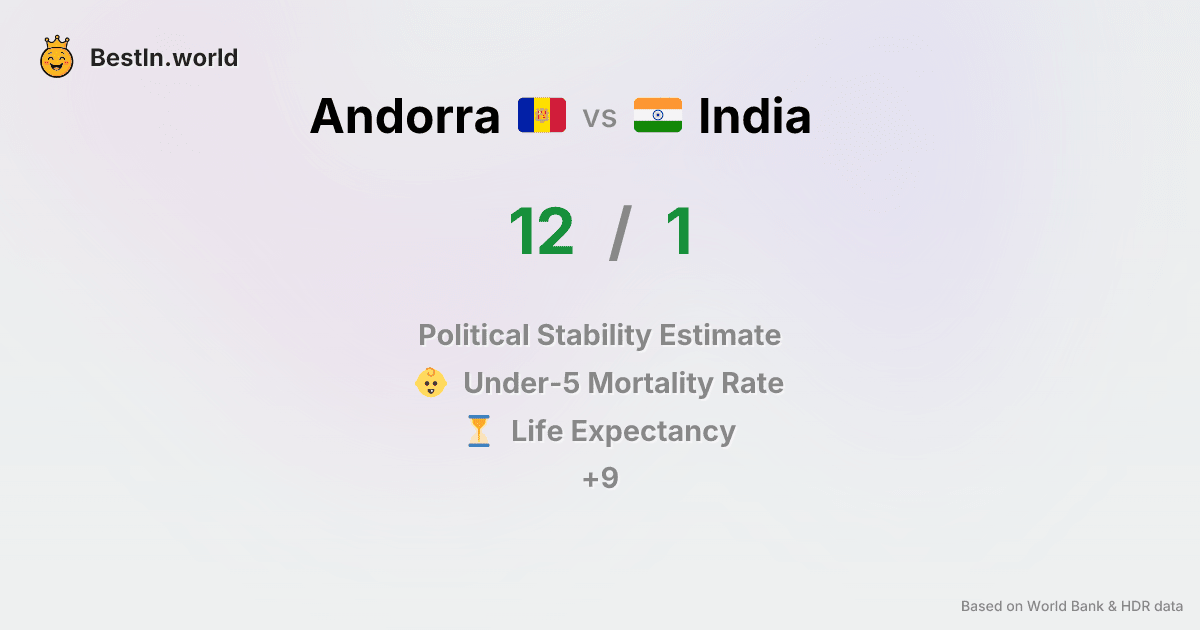 BestIn.world
Andorra vs India
12 / 1
Political Stability Estimate
Under-5 Mortality Rate
Life Expectancy
+9
Based on World Bank & HDR data